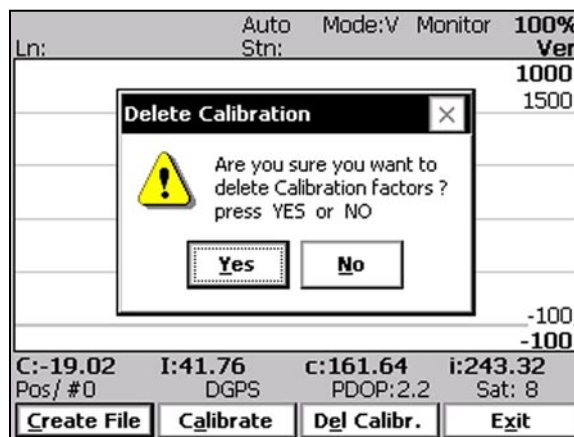 Auto Mode:V Monitor 100%
Ln: Stn: Ver
1000
1500
Delete Calibration
Are you sure you want to
delete Calibration factors ?
press YES or NO
Yes No
-100
-100
C:-19.02 I:41.76 c:161.64 i:243.32
Pos/ #0 DGPS PDOP:2.2 Sat: 8
Create File Calibrate Del Calibr. Exit